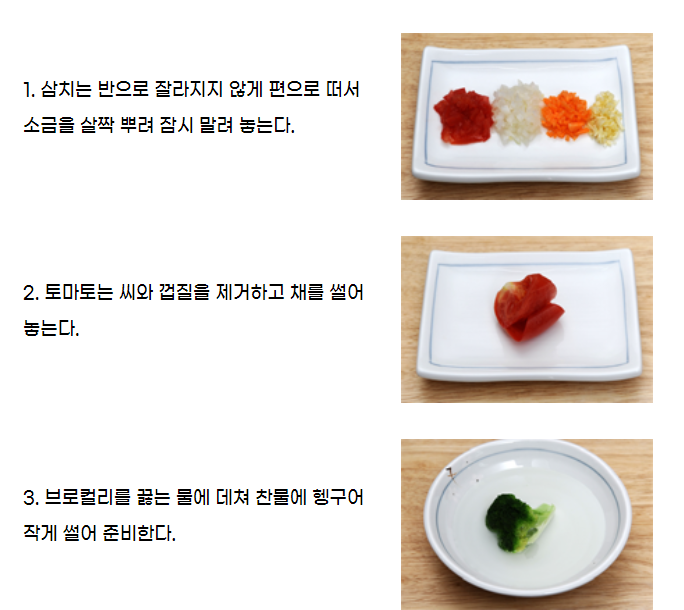 1. 삼치는 반으로 잘라지지 않게 편으로 떠서
소금을 살짝 뿌려 잠시 말려 놓는다.
2. 토마토는 씨와 껍질을 제거하고 채를 썰어
놓는다.
3. 브로컬리를 끓는 물에 데쳐 찬물에 헹구어
작게 썰어 준비한다.